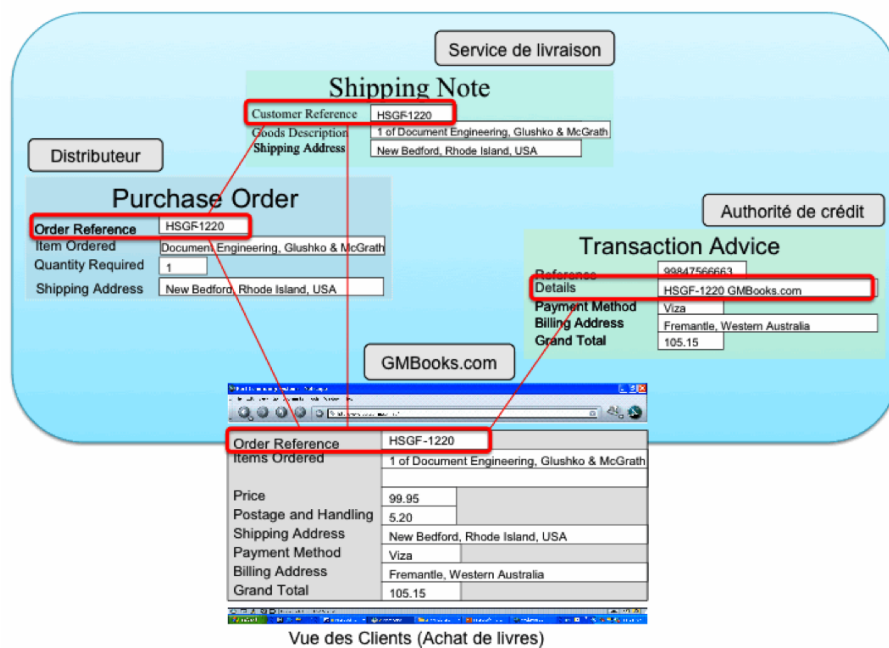 Service de livraison
Shipping Note
Customer Reference HSGF-1220
Goods Description 1 of Document Engineering, Glushko & McGrath
Shipping Address New Bedford, Rhode Island, USA
Distributeur
Purchase Order
Order Reference HSGF-1220
Item Ordered Document Engineering, Glushko & McGrath
Quantity Required 1
Shipping Address New Bedford, Rhode Island, USA
Authorité de crédit
Transaction Advice
Reference 99847566663
Details HSGF-1220 GMBooks.com
Payment Method Viza
Billing Address Fremantle, Western Australia
Grand Total 105.15
GMBooks.com
Order Reference HSGF-1220
Items Ordered 1 of Document Engineering, Glushko & McGrath
Price 99.95
Postage and Handling 5.20
Shipping Address New Bedford, Rhode Island, USA
Payment Method Viza
Billing Address Fremantle, Western Australia
Grand Total 105.15
Vue des Clients (Achat de livres)